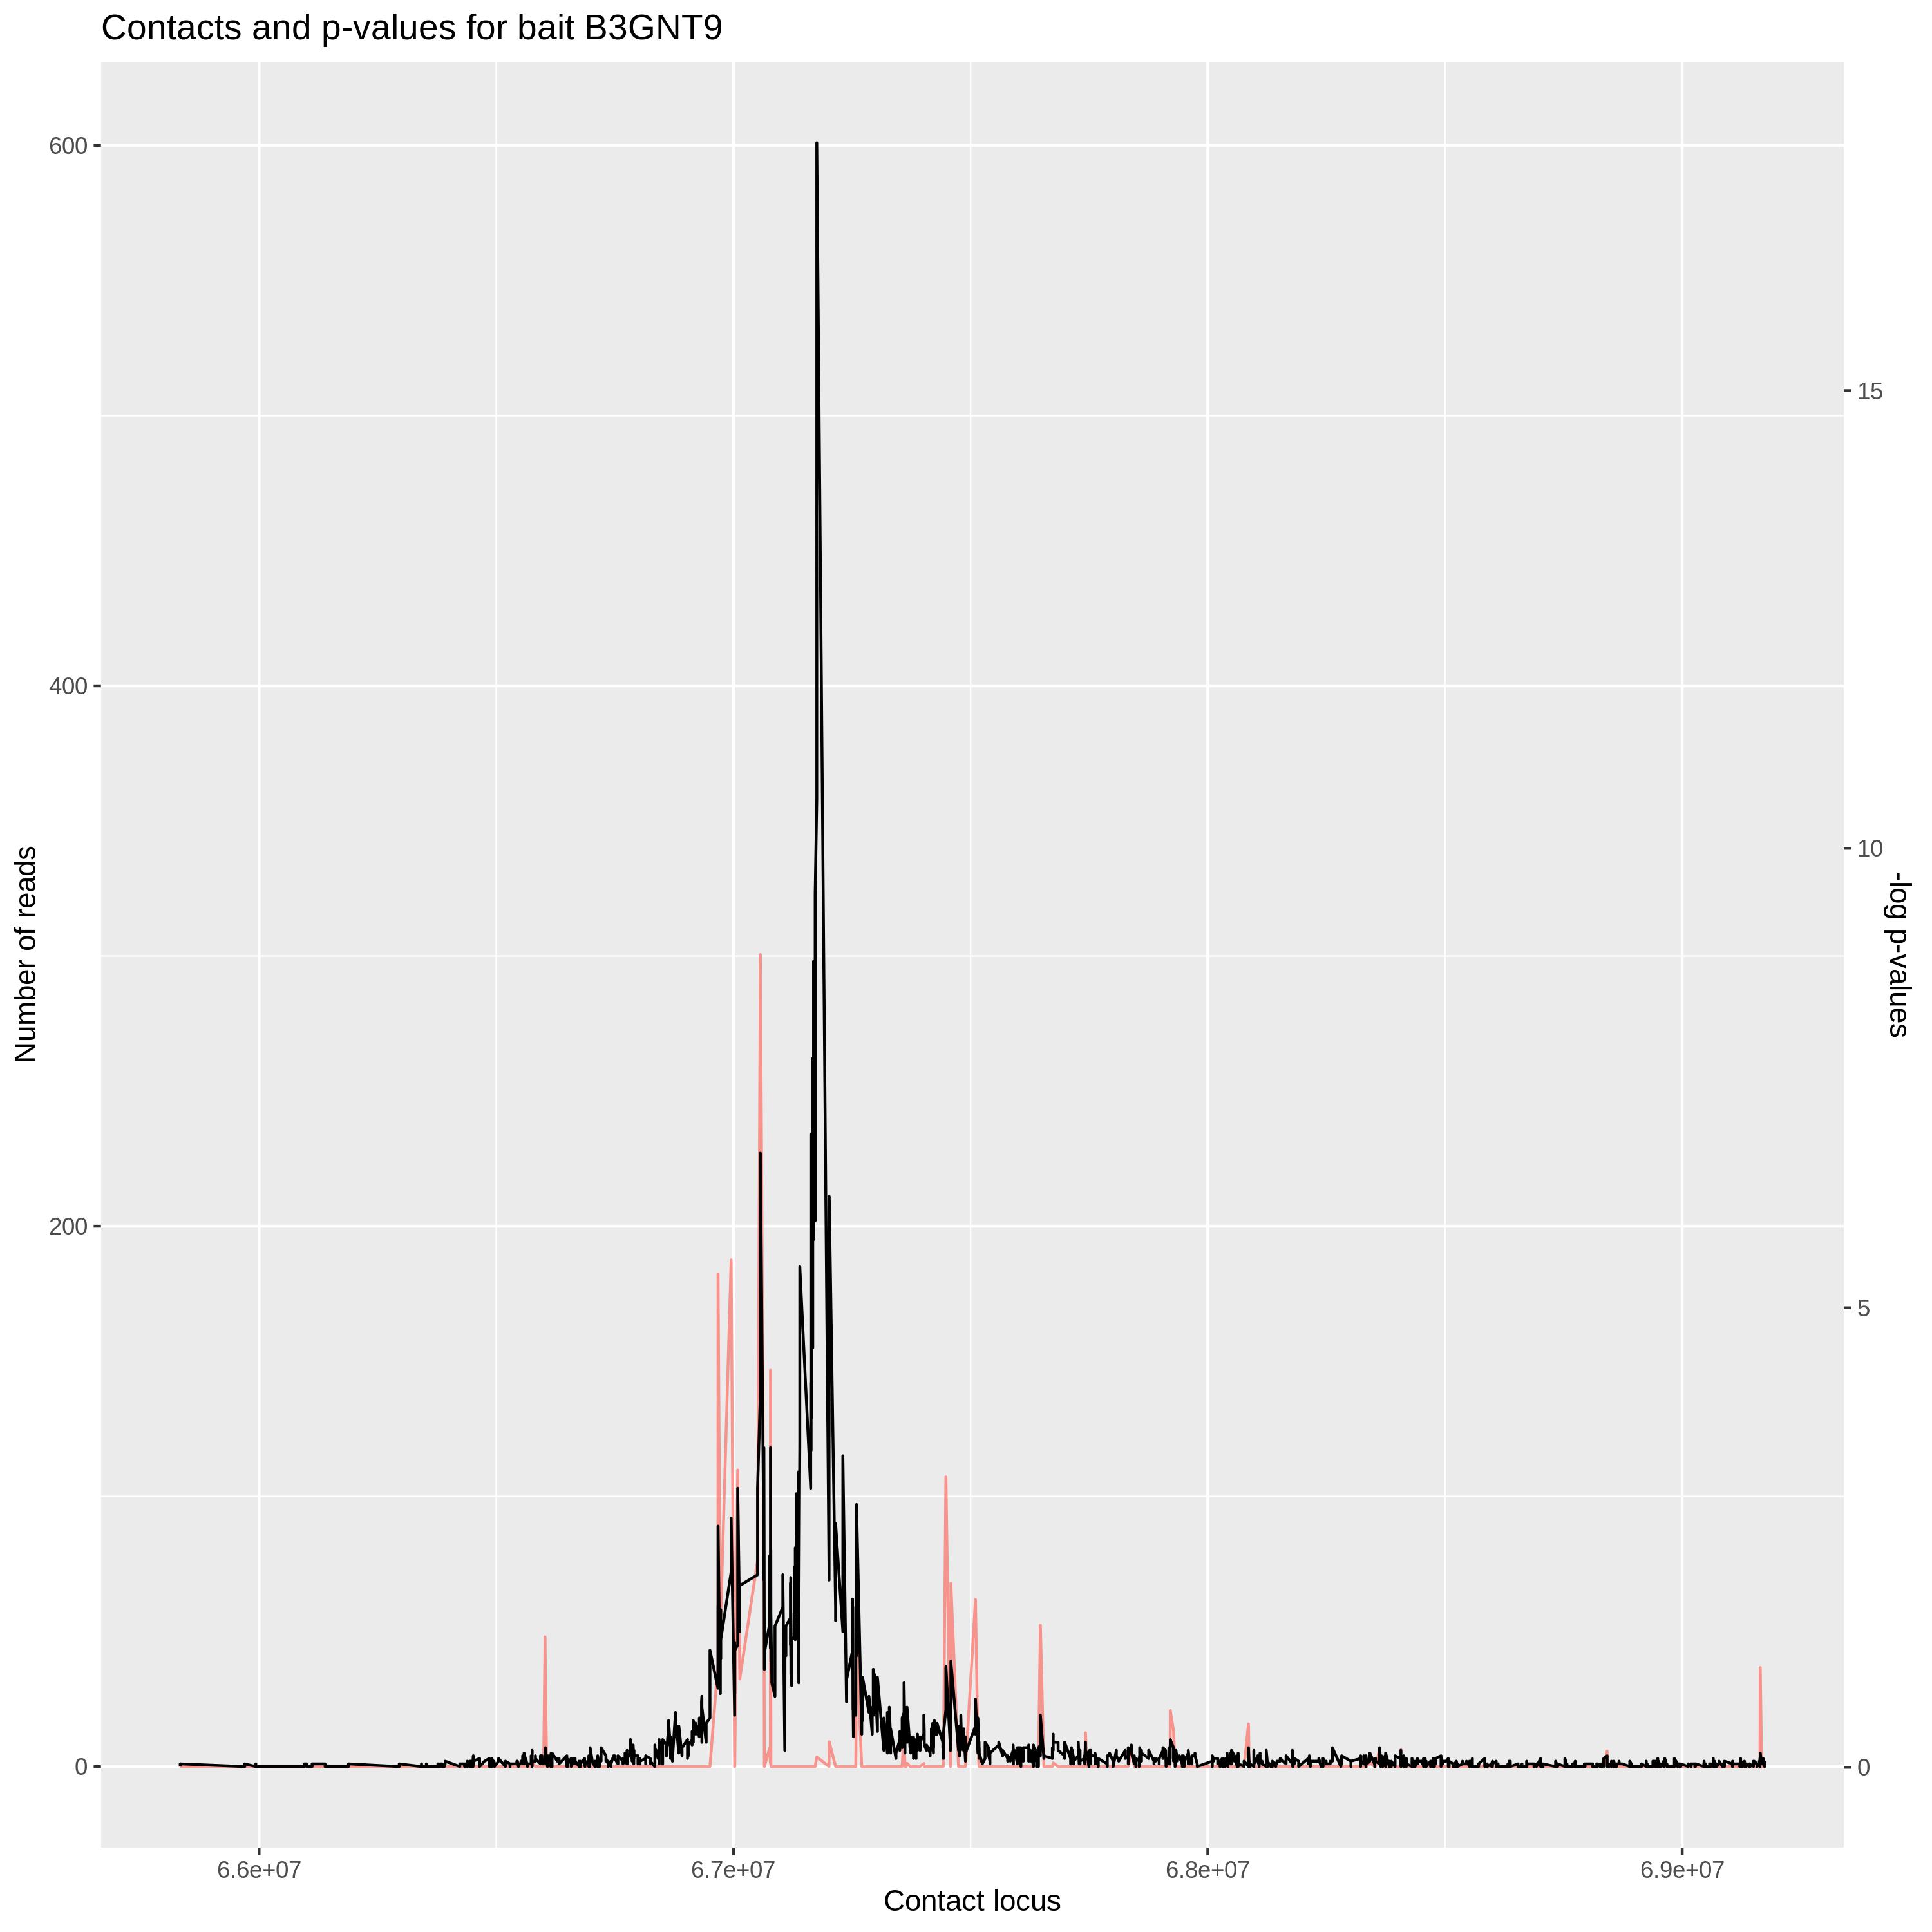 Contacts and p-values for bait B3GNT9
600
400
200
0
Number of reads
15
10
5
0
-log p-values
6.6e+07
6.7e+07
6.8e+07
6.9e+07
Contact locus